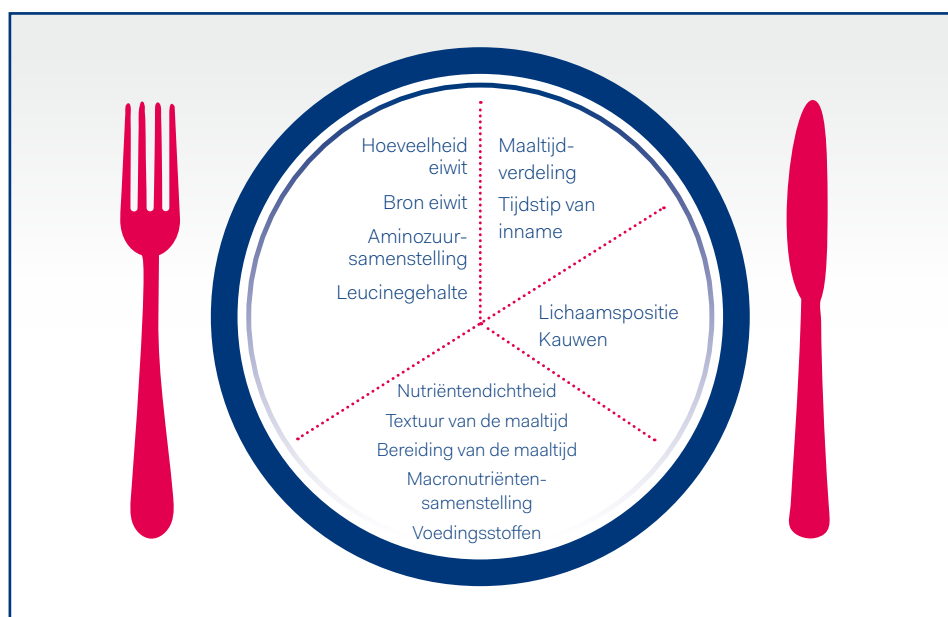 Hoeveelheid
eiwit
Bron eiwit
Aminozuur-
samenstelling
Leucinegehalte
Maaltijd-
verdeling
Tijdstip van
inname
Lichaamspositie
Kauwen
Nutriëntendichtheid
Textuur van de maaltijd
Bereiding van de maaltijd
Macronutriënten-
samenstelling
Voedingsstoffen